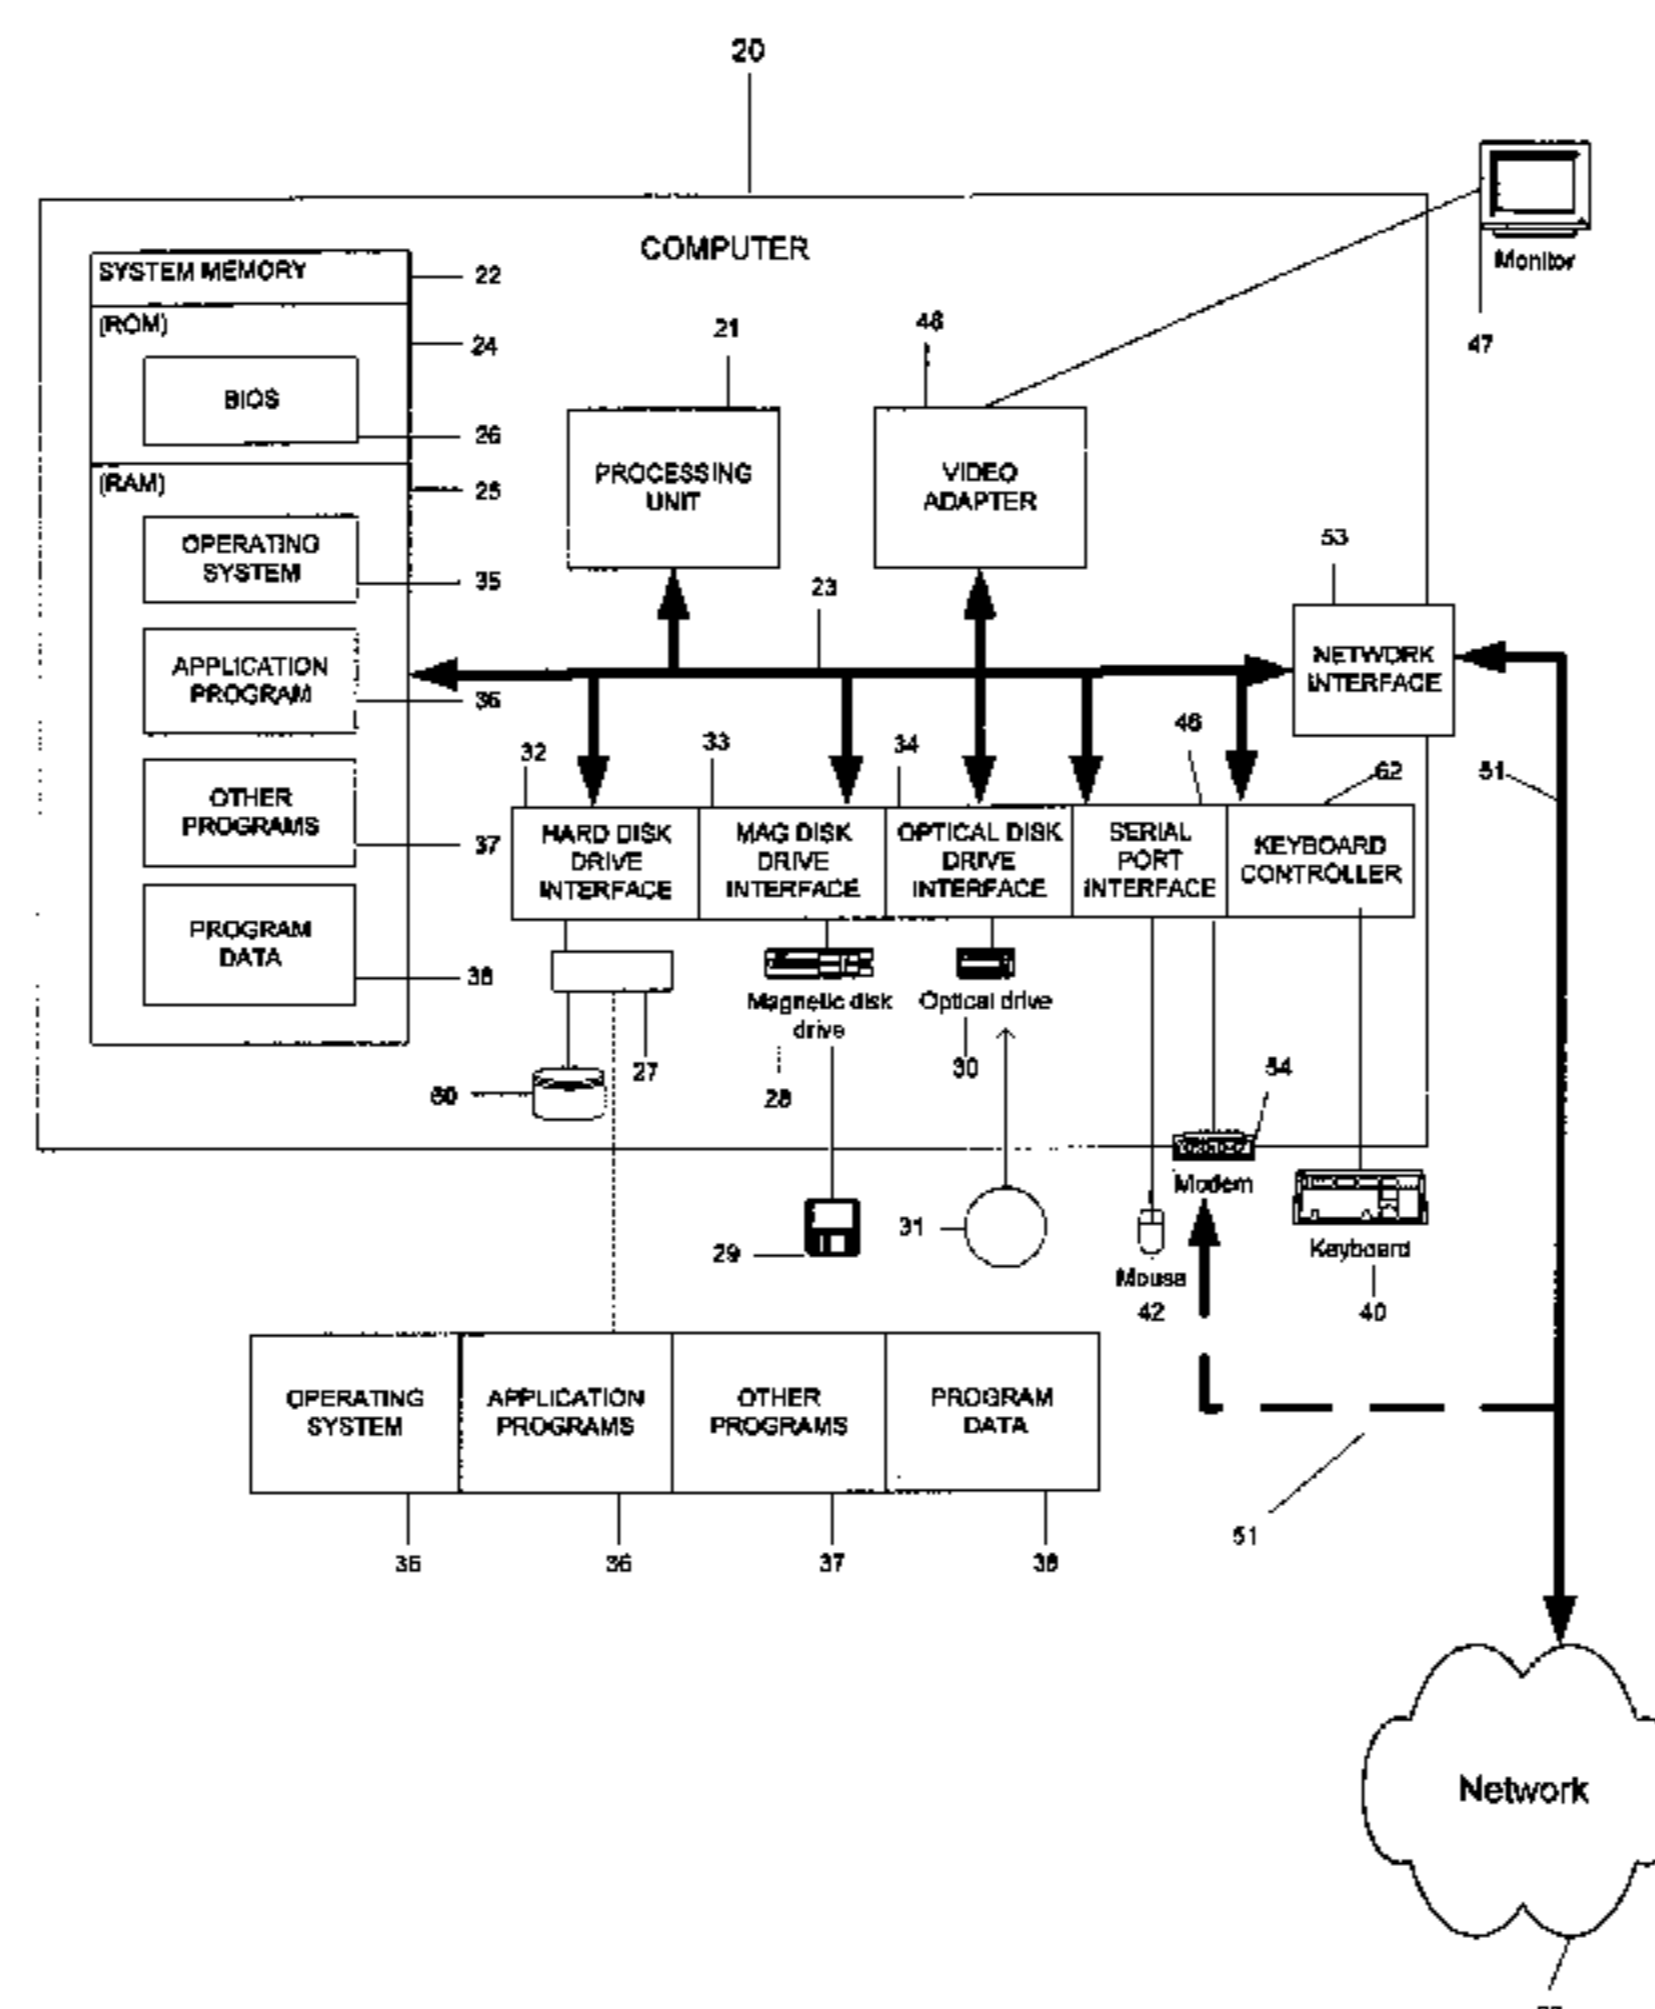 20
COMPUTER
Monitor
47
SYSTEM MEMORY
22
(ROM)
24
BIOS
26
(RAM)
25
OPERATING
SYSTEM
35
APPLICATION
PROGRAM
36
OTHER
PROGRAMS
37
PROGRAM
DATA
38
21
PROCESSING
UNIT
48
VIDEO
ADAPTER
23
53
NETWORK
INTERFACE
32
HARD DISK
DRIVE
INTERFACE
33
MAG DISK
DRIVE
INTERFACE
34
OPTICAL DISK
DRIVE
INTERFACE
46
SERIAL
PORT
INTERFACE
62
KEYBOARD
CONTROLLER
51
27
60
Magnetic disk
drive
28
Optical drive
30
54
Modem
29
31
Mouse
42
Keyboard
40
OPERATING
SYSTEM
35
APPLICATION
PROGRAMS
36
OTHER
PROGRAMS
37
PROGRAM
DATA
38
51
Network